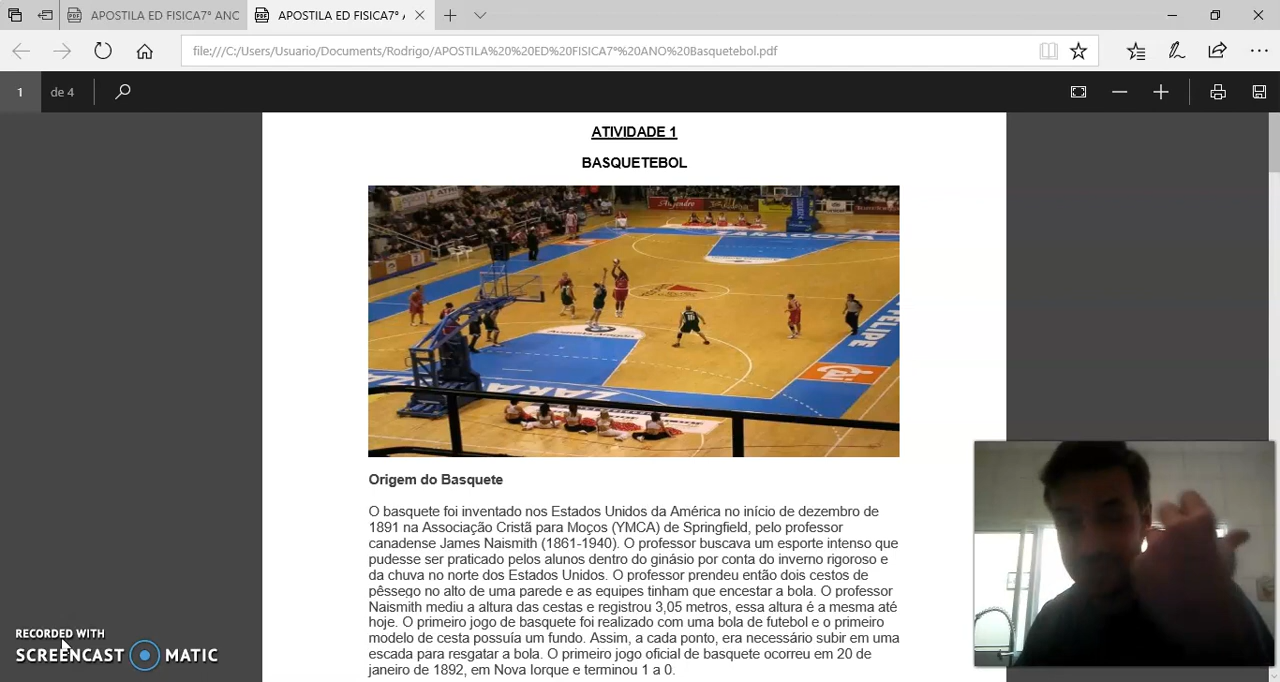 APOSTILA ED FISICA7º ANC
APOSTILA ED FISICA7º A
file:///C:/Users/Usuario/Documents/Rodrigo/APOSTILA%20%20ED%20FISICA7º%20ANO%20Basquetebol.pdf
1 de 4
ATIVIDADE 1
BASQUETEBOL
ZARAGOZA
FELIPE
cai
ZARA
Origem do Basquete
O basquete foi inventado nos Estados Unidos da América no início de dezembro de
1891 na Associação Cristã para Moços (YMCA) de Springfield, pelo professor
canadense James Naismith (1861-1940). O professor buscava um esporte intenso que
pudesse ser praticado pelos alunos dentro do ginásio por conta do inverno rigoroso e
da chuva no norte dos Estados Unidos. O professor prendeu então dois cestos de
pêssego no alto de uma parede e as equipes tinham que encestar a bola. O professor
Naismith mediu a altura das cestas e registrou 3,05 metros, essa altura é a mesma até
hoje. O primeiro jogo de basquete foi realizado com uma bola de futebol e o primeiro
modelo de cesta possuía um fundo. Assim, a cada ponto, era necessário subir em uma
escada para resgatar a bola. O primeiro jogo oficial de basquete ocorreu em 20 de
janeiro de 1892, em Nova Iorque e terminou 1 a 0.
RECORDED WITH
SCREENCAST MATIC